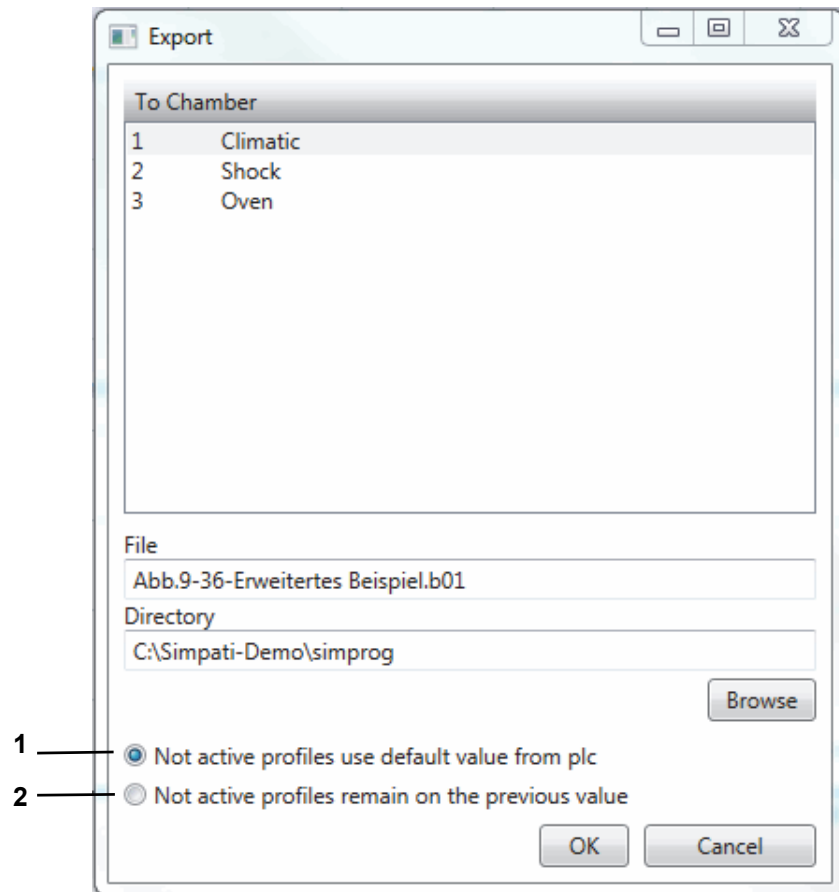 Export
To Chamber
1 Climatic
2 Shock
3 Oven
File
Abb.9-36-Erweitertes Beispiel.b01
Directory
C:\Simpati-Demo\simprog
Browse
1 Not active profiles use default value from plc
2 Not active profiles remain on the previous value
OK Cancel